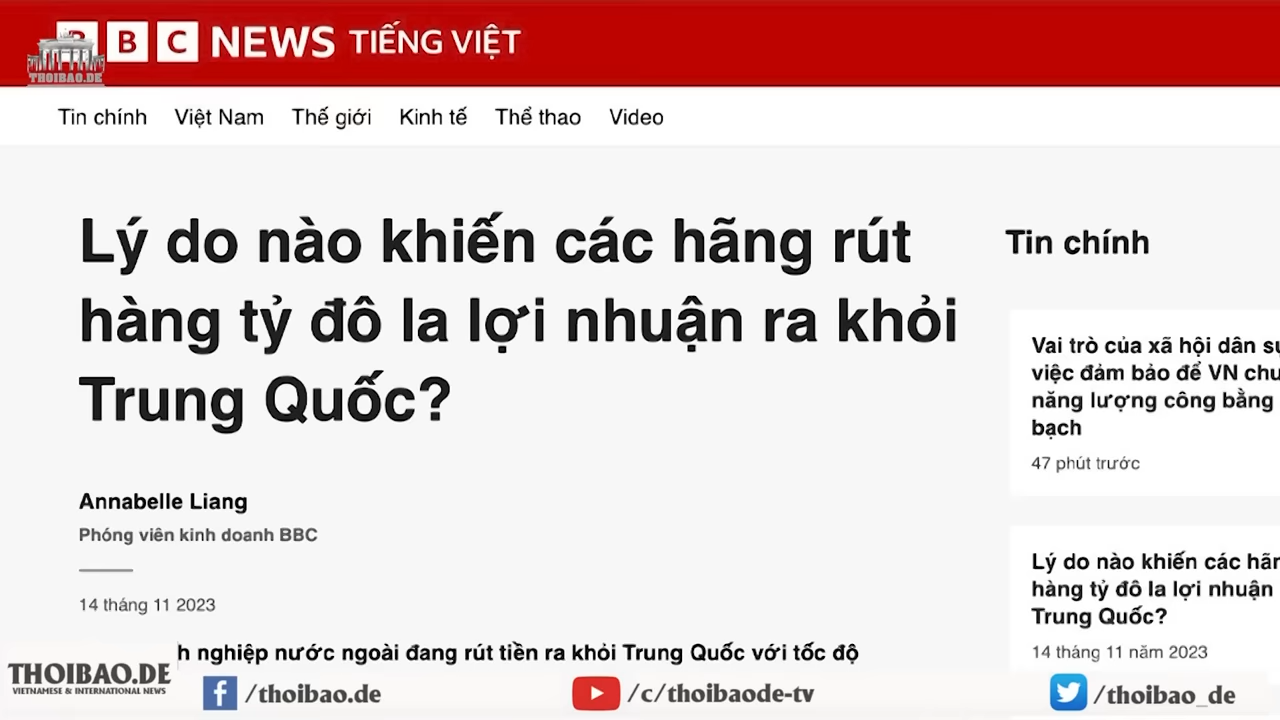 BBC NEWS TIẾNG VIỆT
THOIBAO.DE
Tin chính Việt Nam Thế giới Kinh tế Thể thao Video
Lý do nào khiến các hãng rút
hàng tỷ đô la lợi nhuận ra khỏi
Trung Quốc?
Annabelle Liang
Phóng viên kinh doanh BBC
14 tháng 11 2023
nghiệp nước ngoài đang rút tiền ra khỏi Trung Quốc với tốc độ
Tin chính
Vai trò của xã hội dân
việc đảm bảo để VN
năng lượng công bằng
bạch
47 phút trước
Lý do nào khiến các
hàng tỷ đô la lợi nhuận
Trung Quốc?
14 tháng 11 năm 2023
THOIBAO.DE
VIETNAMESE & INTERNATIONAL NEWS
/thoibao.de
/c/thoibaode-tv
/thoibao_de